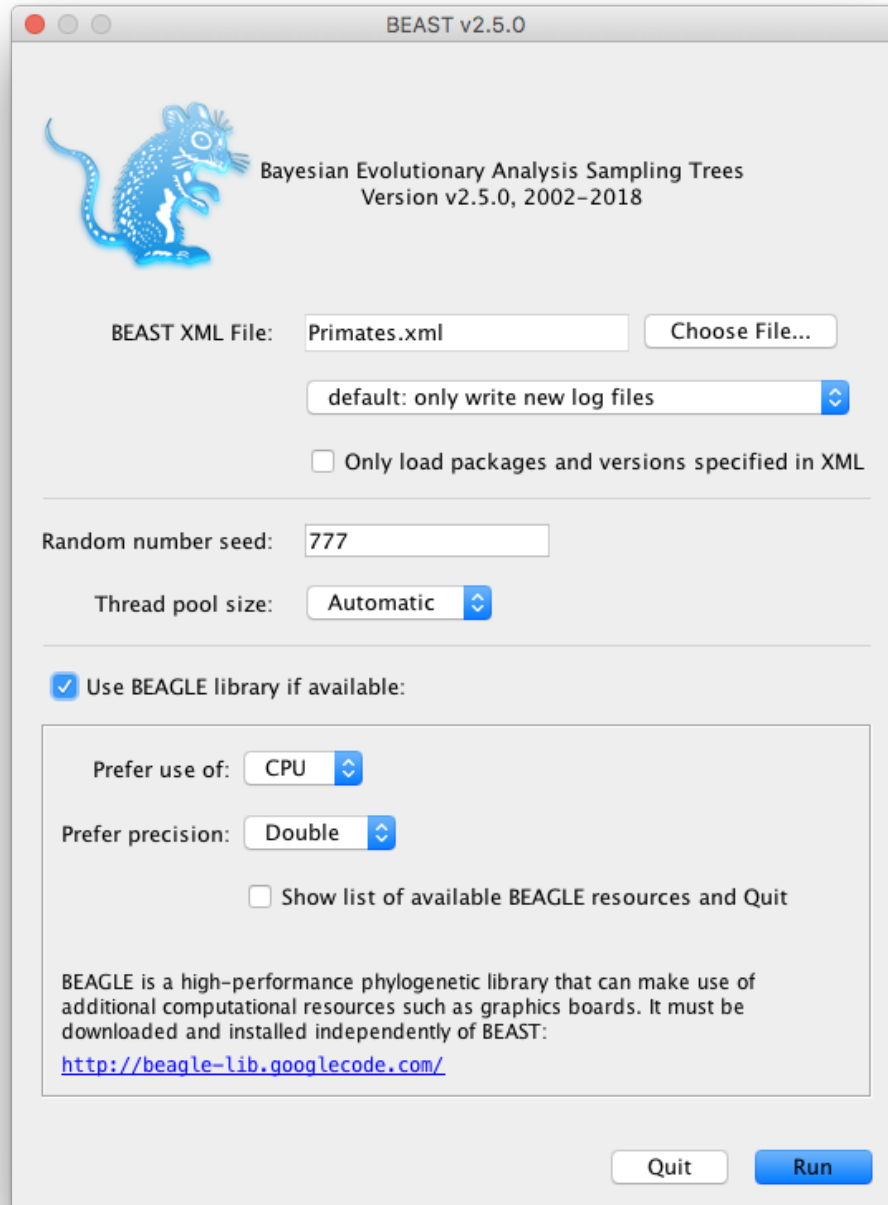 BEAST v2.5.0
Bayesian Evolutionary Analysis Sampling Trees
Version v2.5.0, 2002–2018
BEAST XML File: Primates.xml Choose File...
default: only write new log files
Only load packages and versions specified in XML
Random number seed: 777
Thread pool size: Automatic
Use BEAGLE library if available:
Prefer use of: CPU
Prefer precision: Double
Show list of available BEAGLE resources and Quit
BEAGLE is a high-performance phylogenetic library that can make use of
additional computational resources such as graphics boards. It must be
downloaded and installed independently of BEAST:
http://beagle-lib.googlecode.com/
Quit Run